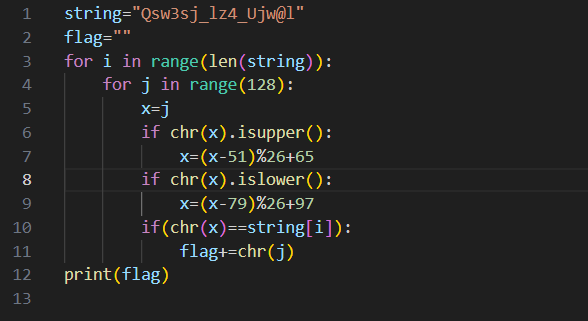 1 string="Qsw3sj_lz4_Ujw@l"
2 flag=""
3 for i in range(len(string)):
4     for j in range(128):
5         x=j
6         if chr(x).isupper():
7             x=(x-51)%26+65
8         if chr(x).islower():
9             x=(x-79)%26+97
10         if(chr(x)==string[i]):
11             flag+=chr(j)
12 print(flag)
13